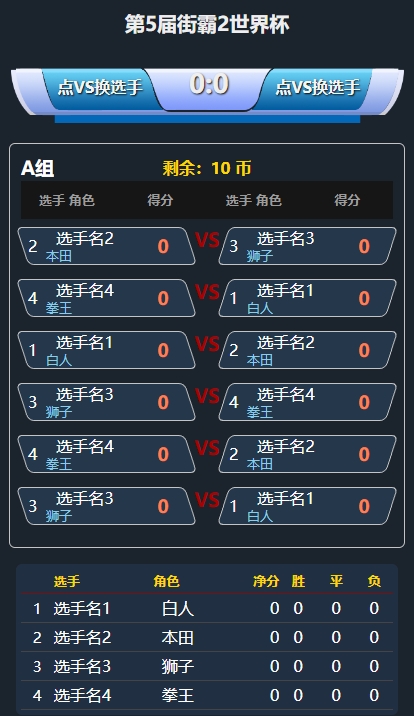 第5届街霸2世界杯
点VS换选手 0:0 点VS换选手
A组 剩余：10 币
选手 角色 得分 选手 角色 得分
2 选手名2 本田 0 VS 3 选手名3 狮子 0
4 选手名4 拳王 0 VS 1 选手名1 白人 0
1 选手名1 白人 0 VS 2 选手名2 本田 0
3 选手名3 狮子 0 VS 4 选手名4 拳王 0
4 选手名4 拳王 0 VS 2 选手名2 本田 0
3 选手名3 狮子 0 VS 1 选手名1 白人 0
选手 角色 净分 胜 平 负
1 选手名1 白人 0 0 0 0
2 选手名2 本田 0 0 0 0
3 选手名3 狮子 0 0 0 0
4 选手名4 拳王 0 0 0 0